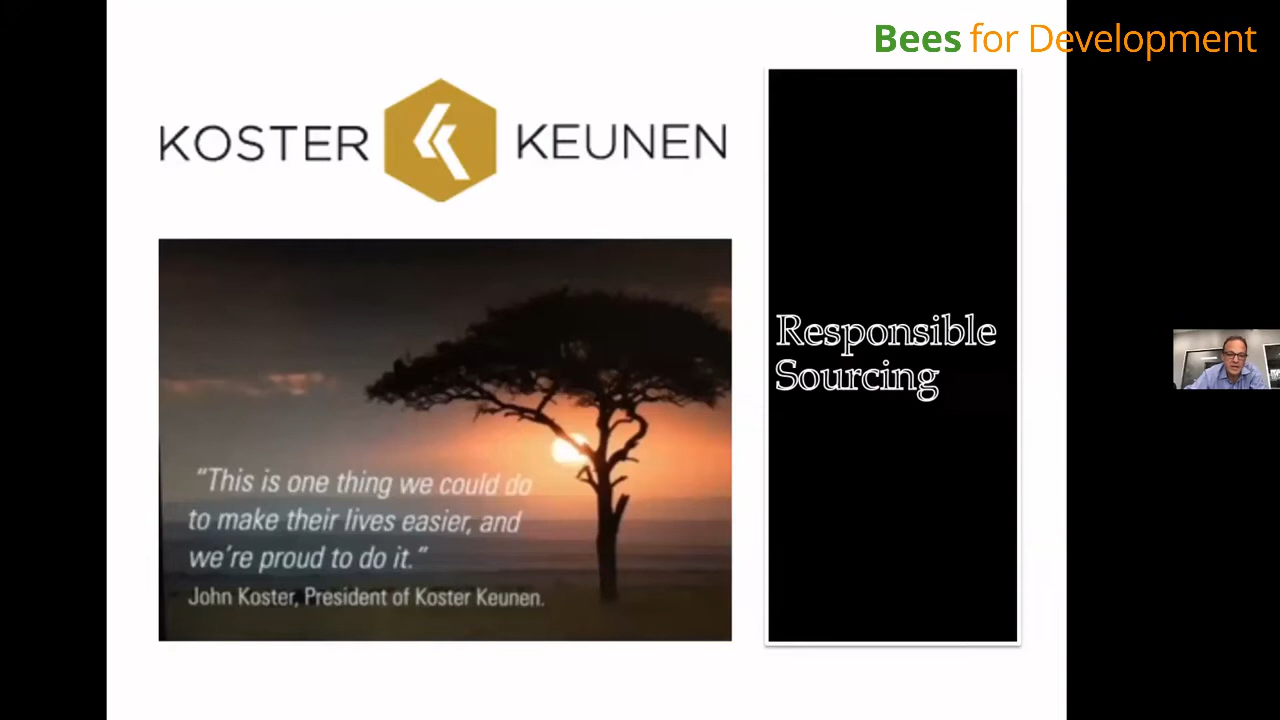 Bees for Development
KOSTER KEUNEN
Responsible
Sourcing
"This is one thing we could do
to make their lives easier, and
we're proud to do it."
John Koster, President of Koster Keunen.